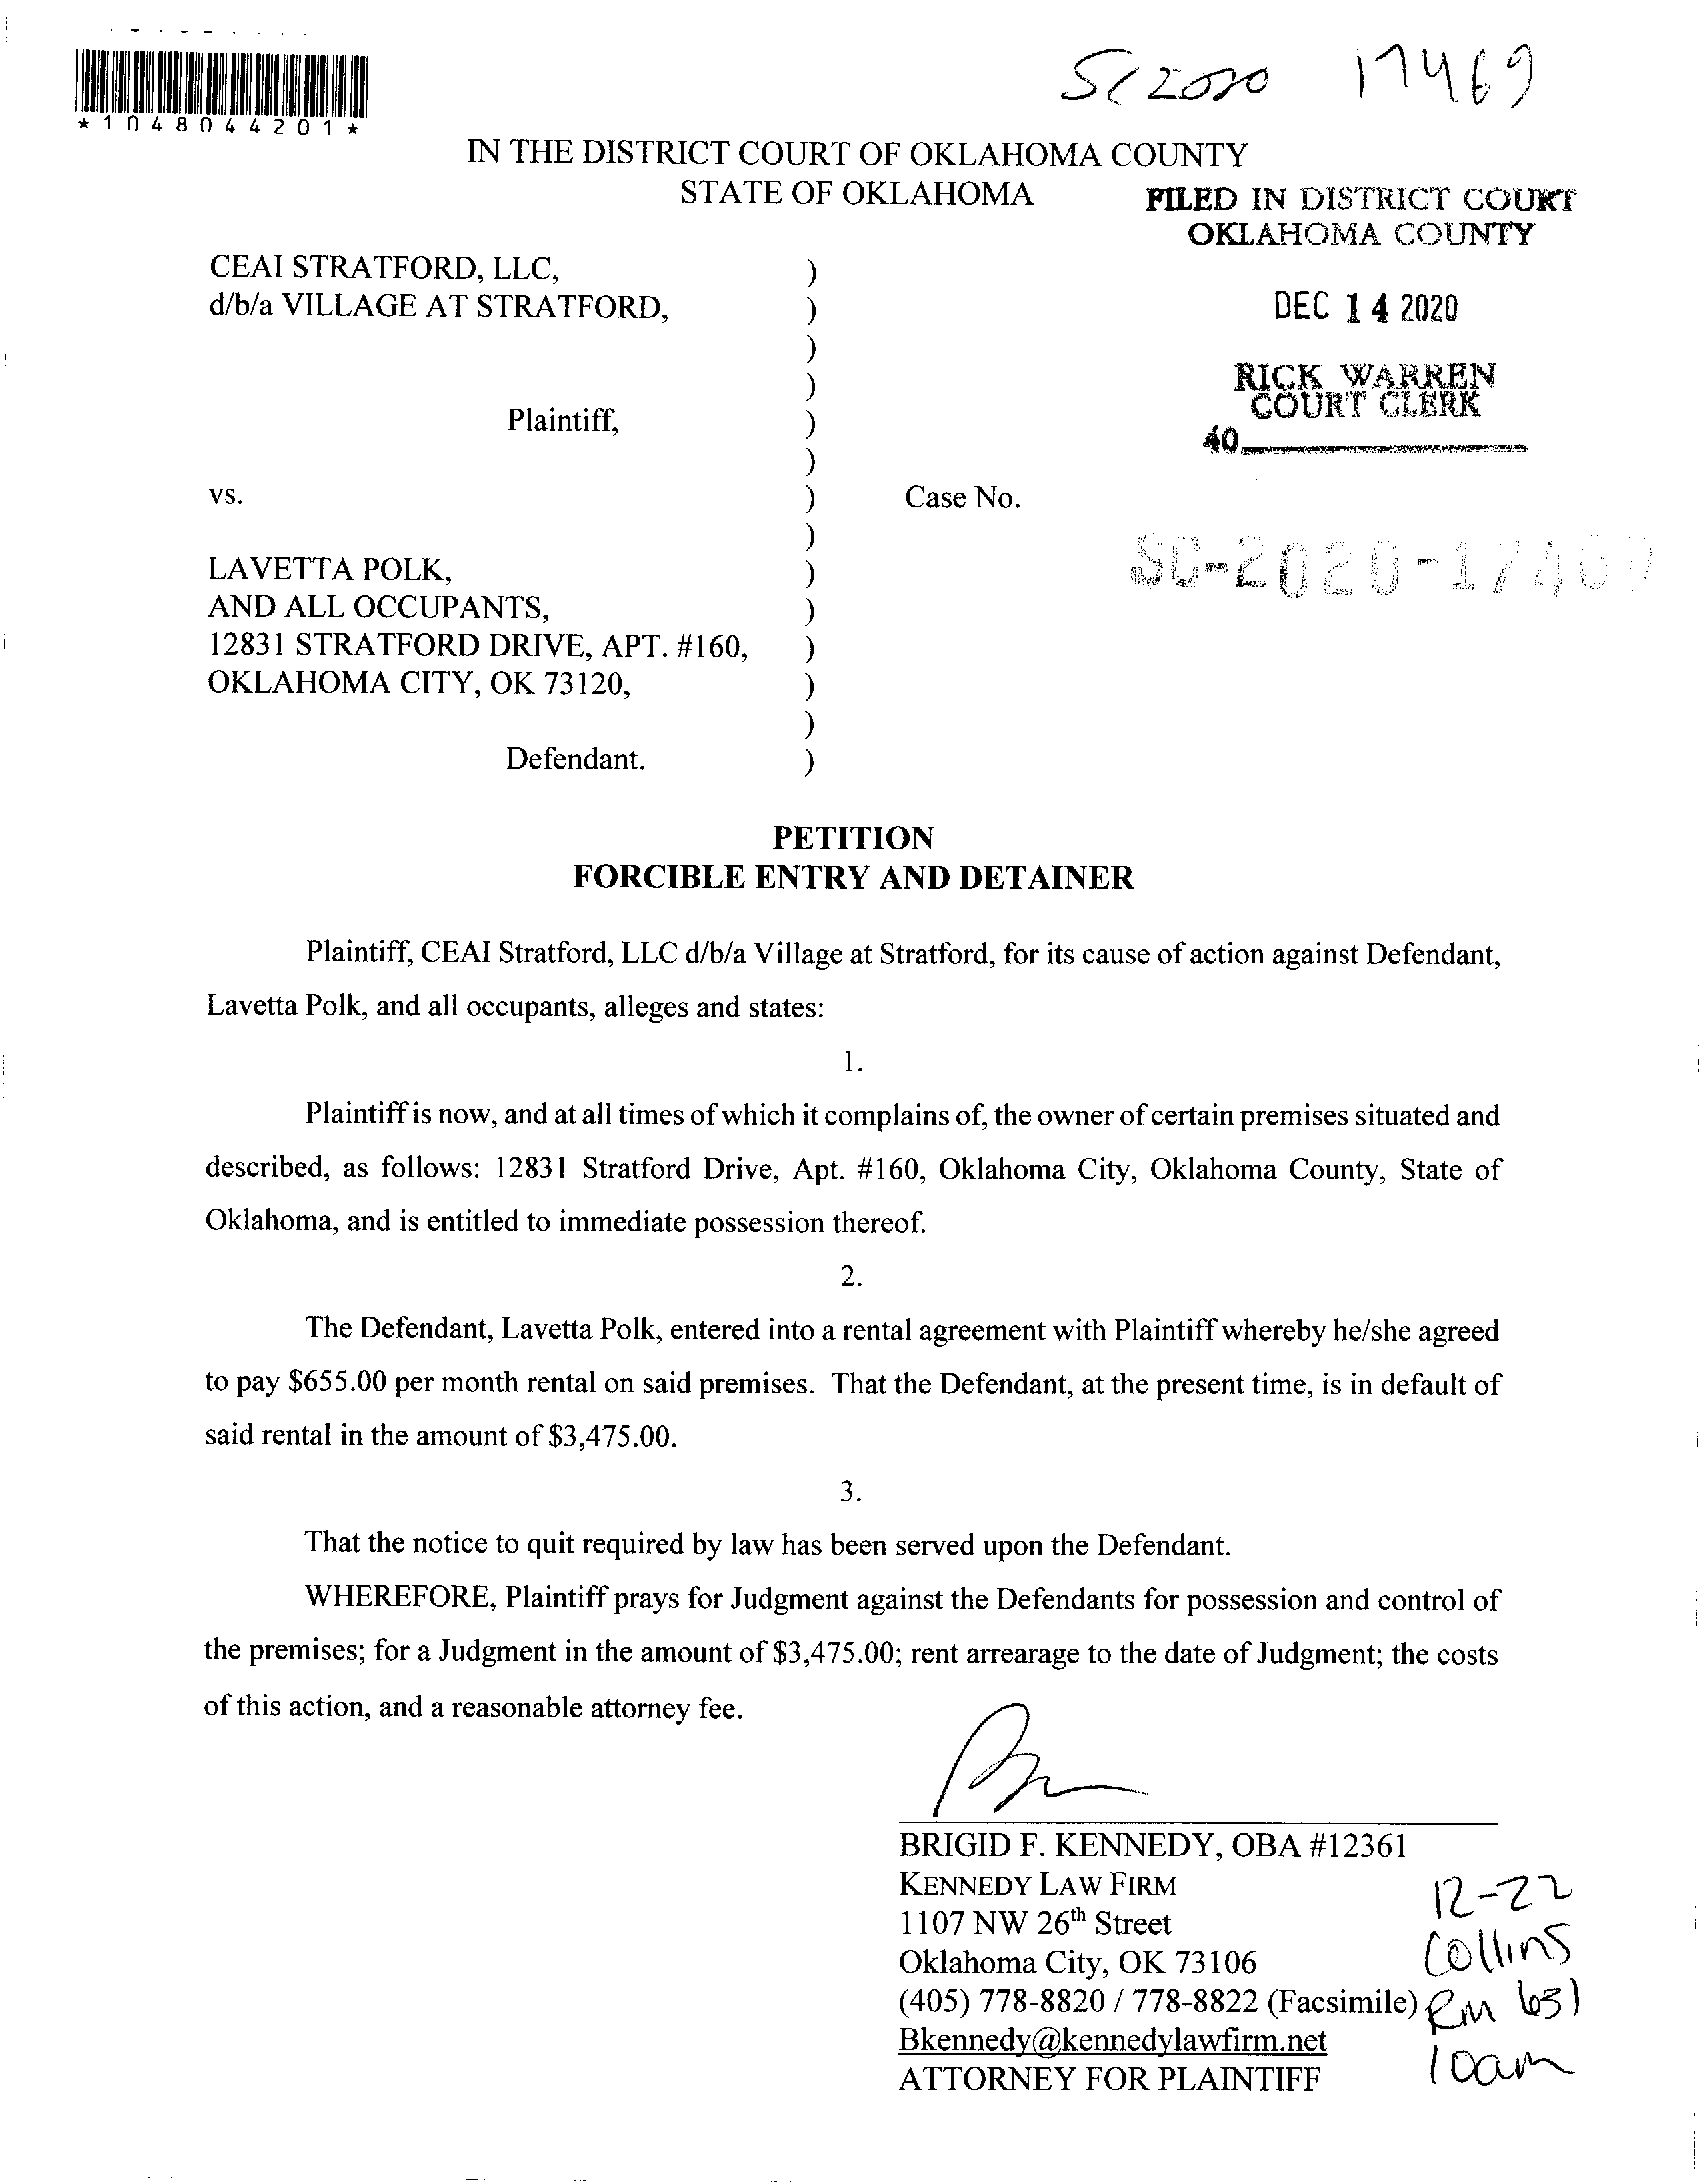 *1048044201*
SC2020 17469
IN THE DISTRICT COURT OF OKLAHOMA COUNTY
STATE OF OKLAHOMA
FILED IN DISTRICT COURT
OKLAHOMA COUNTY
DEC 14 2020
RICK WARREN
COURT CLERK
40
CEAI STRATFORD, LLC, )
d/b/a VILLAGE AT STRATFORD, )
)
)
Plaintiff, )
)
vs. ) Case No.
)
SC-2020-17469
LAVETTA POLK, )
AND ALL OCCUPANTS, )
12831 STRATFORD DRIVE, APT. #160, )
OKLAHOMA CITY, OK 73120, )
)
Defendant. )
PETITION
FORCIBLE ENTRY AND DETAINER
Plaintiff, CEAI Stratford, LLC d/b/a Village at Stratford, for its cause of action against Defendant,
Lavetta Polk, and all occupants, alleges and states:
1.
Plaintiff is now, and at all times of which it complains of, the owner of certain premises situated and
described, as follows: 12831 Stratford Drive, Apt. #160, Oklahoma City, Oklahoma County, State of
Oklahoma, and is entitled to immediate possession thereof.
2.
The Defendant, Lavetta Polk, entered into a rental agreement with Plaintiff whereby he/she agreed
to pay $655.00 per month rental on said premises. That the Defendant, at the present time, is in default of
said rental in the amount of $3,475.00.
3.
That the notice to quit required by law has been served upon the Defendant.
WHEREFORE, Plaintiff prays for Judgment against the Defendants for possession and control of
the premises; for a Judgment in the amount of $3,475.00; rent arrearage to the date of Judgment; the costs
of this action, and a reasonable attorney fee.
BRIGID F. KENNEDY, OBA #12361
KENNEDY LAW FIRM
1107 NW 26th Street
Oklahoma City, OK 73106
(405) 778-8820 / 778-8822 (Facsimile)
Bkennedy@kennedylawfirm.net
ATTORNEY FOR PLAINTIFF
12-22
Collins
Rm 651
10am